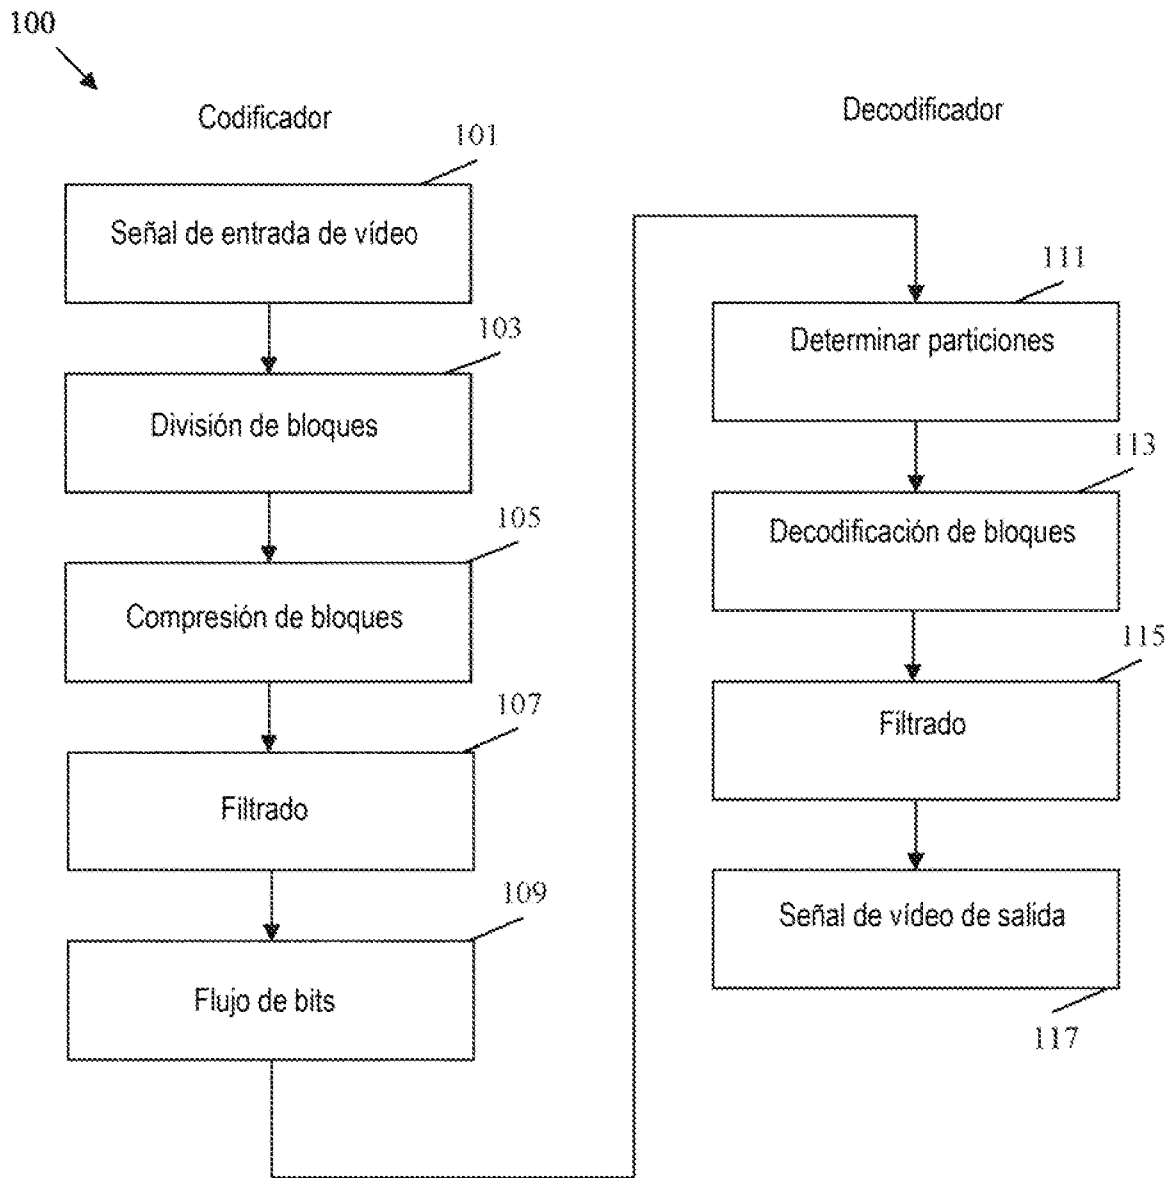 100
Codificador
101
Señal de entrada de vídeo
103
División de bloques
105
Compresión de bloques
107
Filtrado
109
Flujo de bits
Decodificador
111
Determinar particiones
113
Decodificación de bloques
115
Filtrado
Señal de vídeo de salida
117